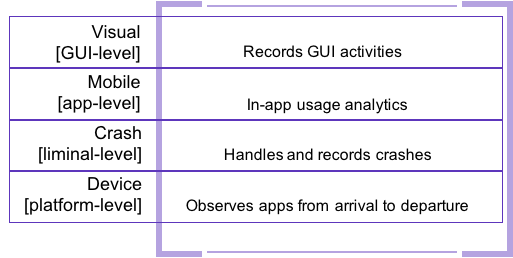 Visual
[GUI-level]
Records GUI activities
Mobile
[app-level]
In-app usage analytics
Crash
[liminal-level]
Handles and records crashes
Device
[platform-level]
Observes apps from arrival to departure